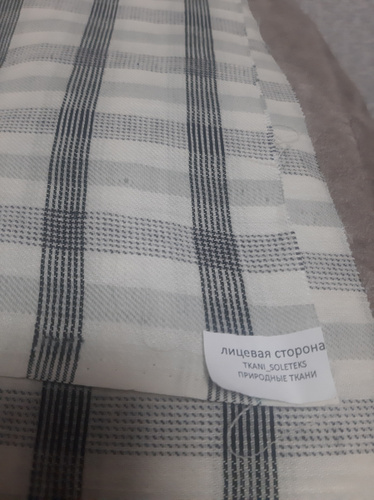 лицевая сторона
TKANI_SOLETEKS
ПРИРОДНЫЕ ТКАНИ